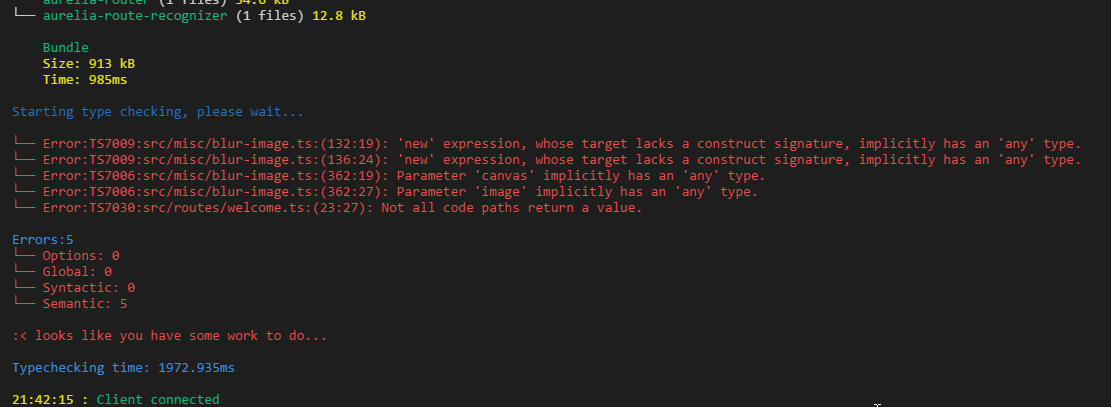 aurelia-router (1 files) 34.6 kB
└── aurelia-route-recognizer (1 files) 12.8 kB
Bundle
Size: 913 kB
Time: 985ms
Starting type checking, please wait...
└── Error:TS7009:src/misc/blur-image.ts:(132:19): 'new' expression, whose target lacks a construct signature, implicitly has an 'any' type.
└── Error:TS7009:src/misc/blur-image.ts:(136:24): 'new' expression, whose target lacks a construct signature, implicitly has an 'any' type.
└── Error:TS7006:src/misc/blur-image.ts:(362:19): Parameter 'canvas' implicitly has an 'any' type.
└── Error:TS7006:src/misc/blur-image.ts:(362:27): Parameter 'image' implicitly has an 'any' type.
└── Error:TS7030:src/routes/welcome.ts:(23:27): Not all code paths return a value.
Errors:5
└── Options: 0
└── Global: 0
└── Syntactic: 0
└── Semantic: 5
:< looks like you have some work to do...
Typechecking time: 1972.935ms
21:42:15 : Client connected